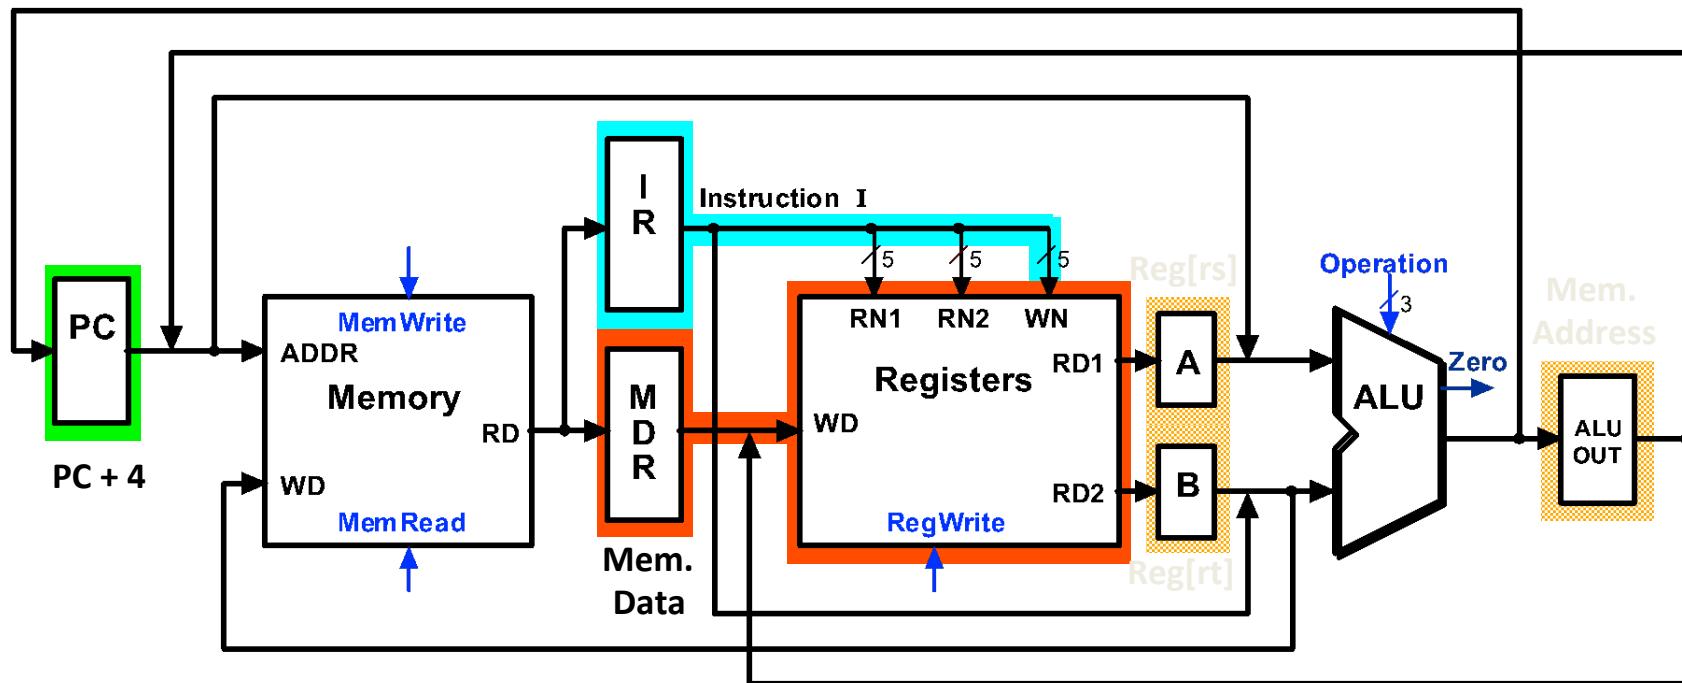 I
R
Instruction I
5
5
5
Reg[rs]
Operation
3
Mem.
Address
PC
MemWrite
ADDR
Memory
RD
WD
MemRead
PC + 4
M
D
R
Mem.
Data
RN1
RN2
WN
RD1
Registers
WD
RD2
RegWrite
A
B
Reg[rt]
ALU
Zero
ALU
OUT